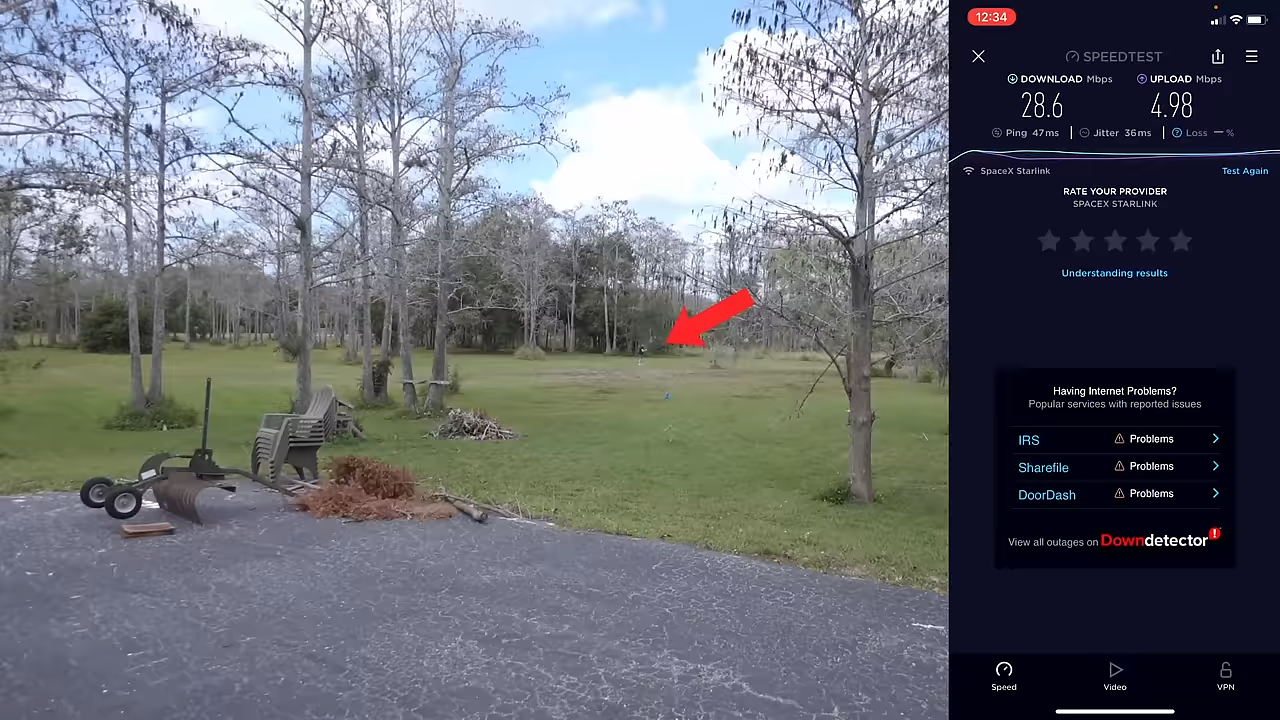 12:34
SPEEDTEST
DOWNLOAD Mbps UPLOAD Mbps
28.6 4.98
Ping 47ms Jitter 36ms Loss — %
SpaceX Starlink Test Again
RATE YOUR PROVIDER
SPACEX STARLINK
Understanding results
Having Internet Problems?
Popular services with reported issues
IRS Problems
Sharefile Problems
DoorDash Problems
View all outages on Downdetector
Speed Video VPN